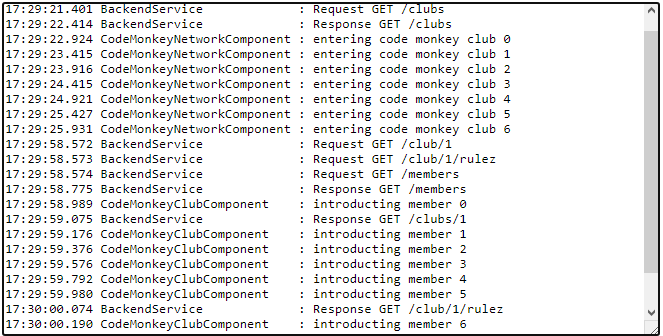 17:29:21.401 BackendService : Request GET /clubs
17:29:22.414 BackendService : Response GET /clubs
17:29:22.924 CodeMonkeyNetworkComponent : entering code monkey club 0
17:29:23.415 CodeMonkeyNetworkComponent : entering code monkey club 1
17:29:23.916 CodeMonkeyNetworkComponent : entering code monkey club 2
17:29:24.415 CodeMonkeyNetworkComponent : entering code monkey club 3
17:29:24.921 CodeMonkeyNetworkComponent : entering code monkey club 4
17:29:25.427 CodeMonkeyNetworkComponent : entering code monkey club 5
17:29:25.931 CodeMonkeyNetworkComponent : entering code monkey club 6
17:29:58.572 BackendService : Request GET /club/1
17:29:58.573 BackendService : Request GET /club/1/rulez
17:29:58.574 BackendService : Request GET /members
17:29:58.775 BackendService : Response GET /members
17:29:58.989 CodeMonkeyClubComponent : introducting member 0
17:29:59.075 BackendService : Response GET /clubs/1
17:29:59.176 CodeMonkeyClubComponent : introducting member 1
17:29:59.376 CodeMonkeyClubComponent : introducting member 2
17:29:59.576 CodeMonkeyClubComponent : introducting member 3
17:29:59.792 CodeMonkeyClubComponent : introducting member 4
17:29:59.980 CodeMonkeyClubComponent : introducting member 5
17:30:00.074 BackendService : Response GET /club/1/rulez
17:30:00.190 CodeMonkeyClubComponent : introducting member 6